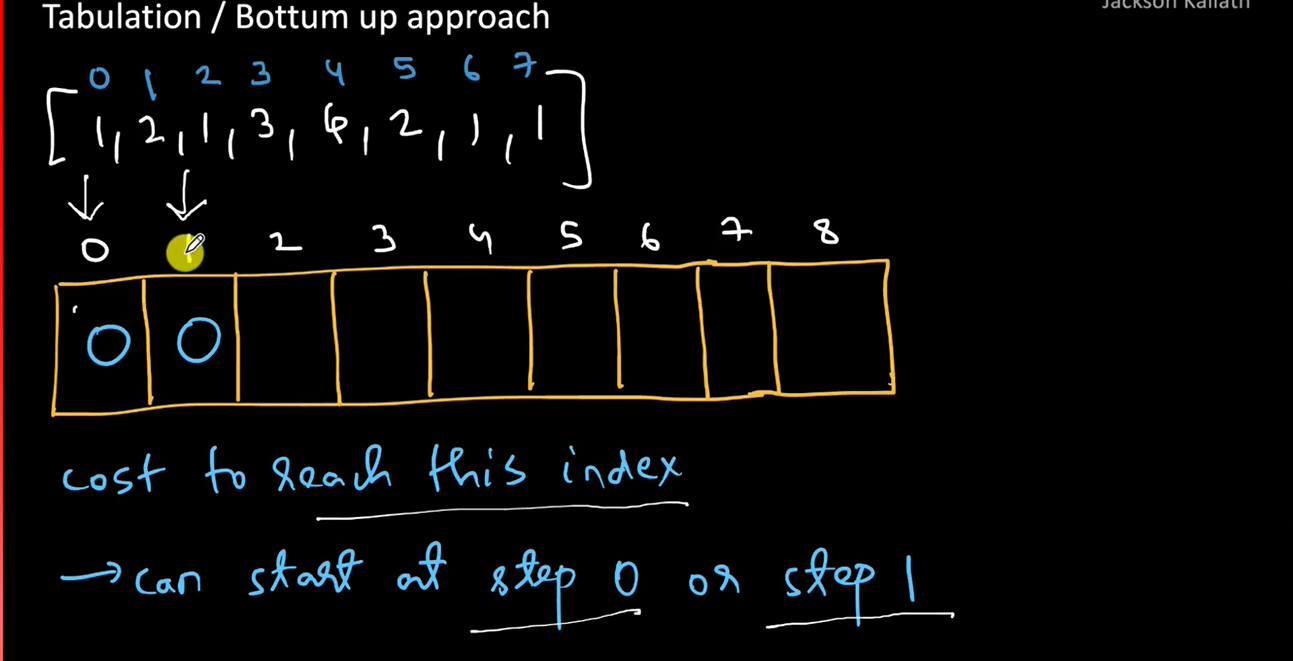 Jackson Kailath
Tabulation / Bottum up approach
0 1 2 3 4 5 6 7
[1, 2, 1, 3, 4, 2, 1, 1]
0 1 2 3 4 5 6 7 8
0 0
cost to reach this index
→ can start at step 0 or step 1